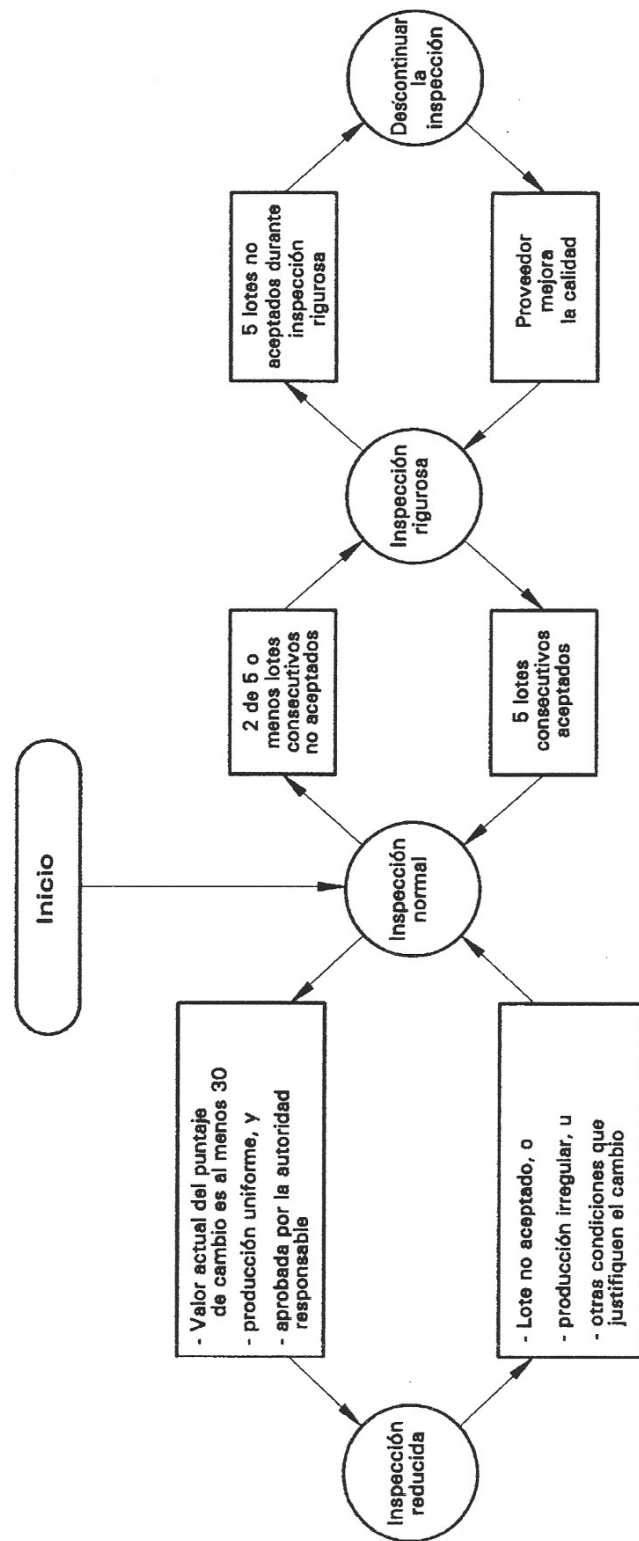 Inicio
- Valor actual del puntaje
de cambio es al menos 30
- producción uniforme, y
- aprobada por la autoridad
responsable
2 de 5 o
menos lotes
consecutivos
no aceptados
5 lotes no
aceptados durante
inspección
rigurosa
Inspección
reducida
Inspección
normal
Inspección
rigurosa
Descontinuar
la
inspección
- Lote no aceptado, o
- producción irregular, u
- otras condiciones que
justifiquen el cambio
5 lotes
consecutivos
aceptados
Proveedor
mejora
la calidad